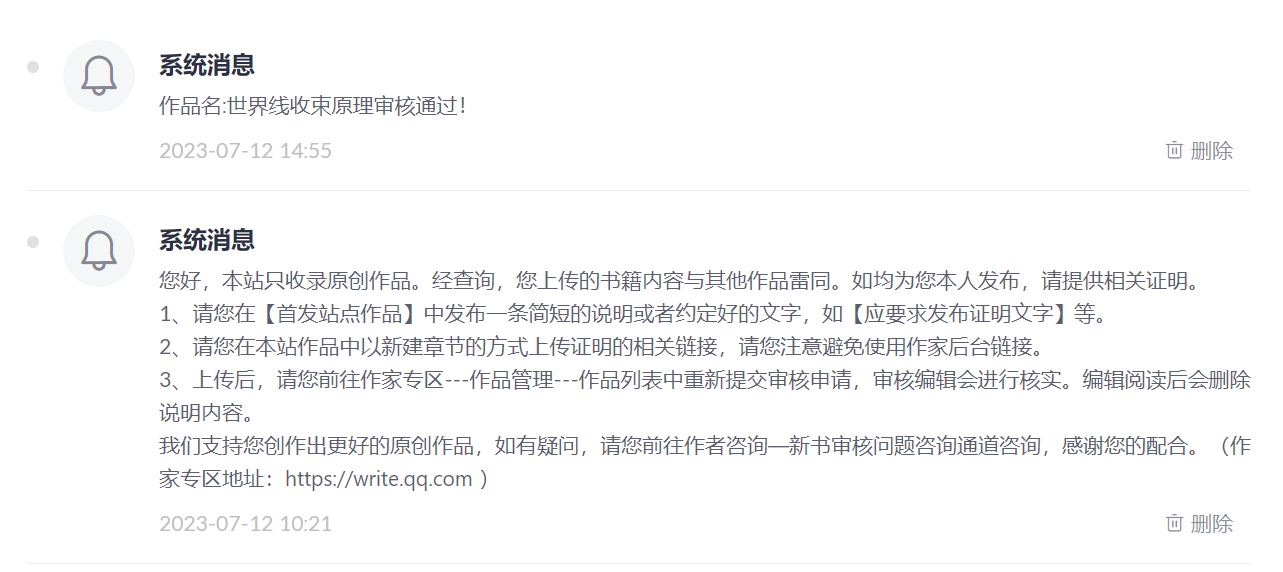 系统消息
作品名:世界线收束原理审核通过！
2023-07-12 14:55
删除
系统消息
您好，本站只收录原创作品。经查询，您上传的书籍内容与其他作品雷同。如均为您本人发布，请提供相关证明。
1、请您在【首发站点作品】中发布一条简短的说明或者约定好的文字，如【应要求发布证明文字】等。
2、请您在本站作品中以新建章节的方式上传证明的相关链接，请您注意避免使用作家后台链接。
3、上传后，请您前往作家专区---作品管理---作品列表中重新提交审核申请，审核编辑会进行核实。编辑阅读后会删除
说明内容。
我们支持您创作出更好的原创作品，如有疑问，请您前往作者咨询—新书审核问题咨询通道咨询，感谢您的配合。（作
家专区地址：https://write.qq.com ）
2023-07-12 10:21
删除